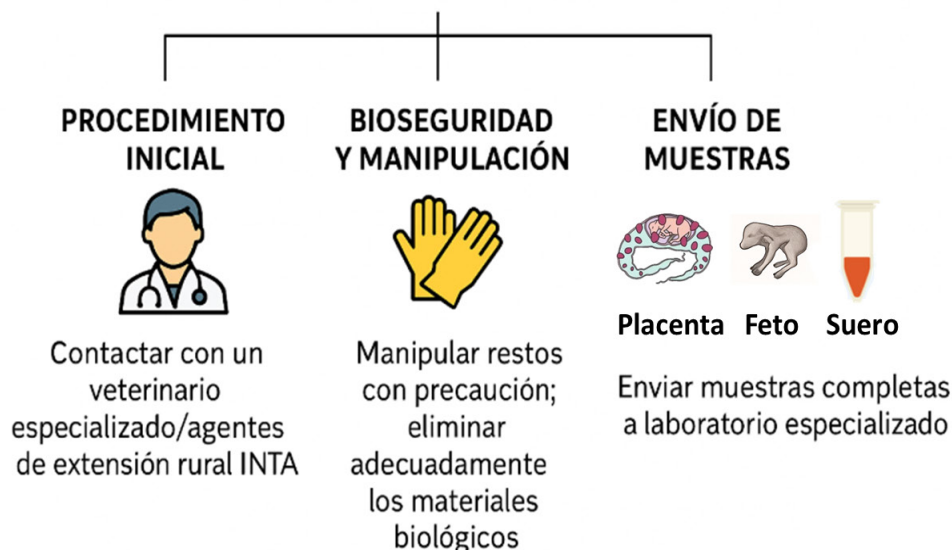 PROCEDIMIENTO
INICIAL
Contactar con un
veterinario
especializado/agentes
de extensión rural INTA
BIOSEGURIDAD
Y MANIPULACIÓN
Manipular restos
con precaución;
eliminar
adecuadamente
los materiales
biológicos
ENVÍO DE
MUESTRAS
Placenta Feto Suero
Enviar muestras completas
a laboratorio especializado